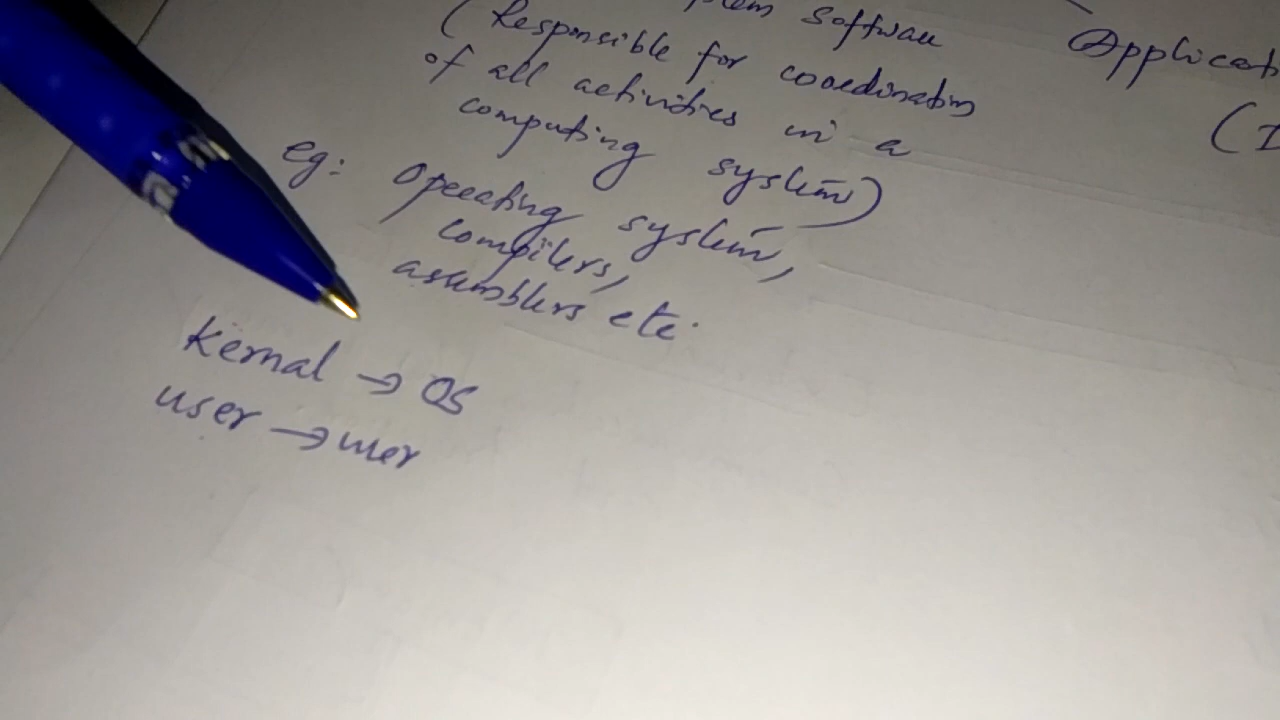 software
Applicat
(Responsible for coordination
(I
of all activities in a
computing system)
eg: Operating system,
compilers,
assemblers etc.
Kernal → OS
user → user